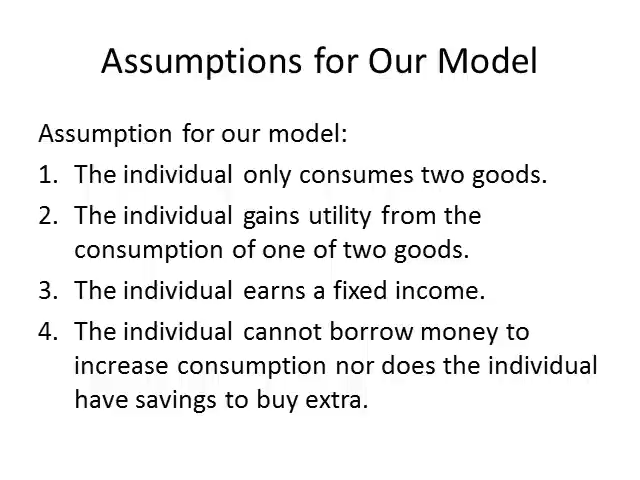 Assumptions for Our Model
Assumption for our model:
1. The individual only consumes two goods.
2. The individual gains utility from the
consumption of one of two goods.
3. The individual earns a fixed income.
4. The individual cannot borrow money to
increase consumption nor does the individual
have savings to buy extra.